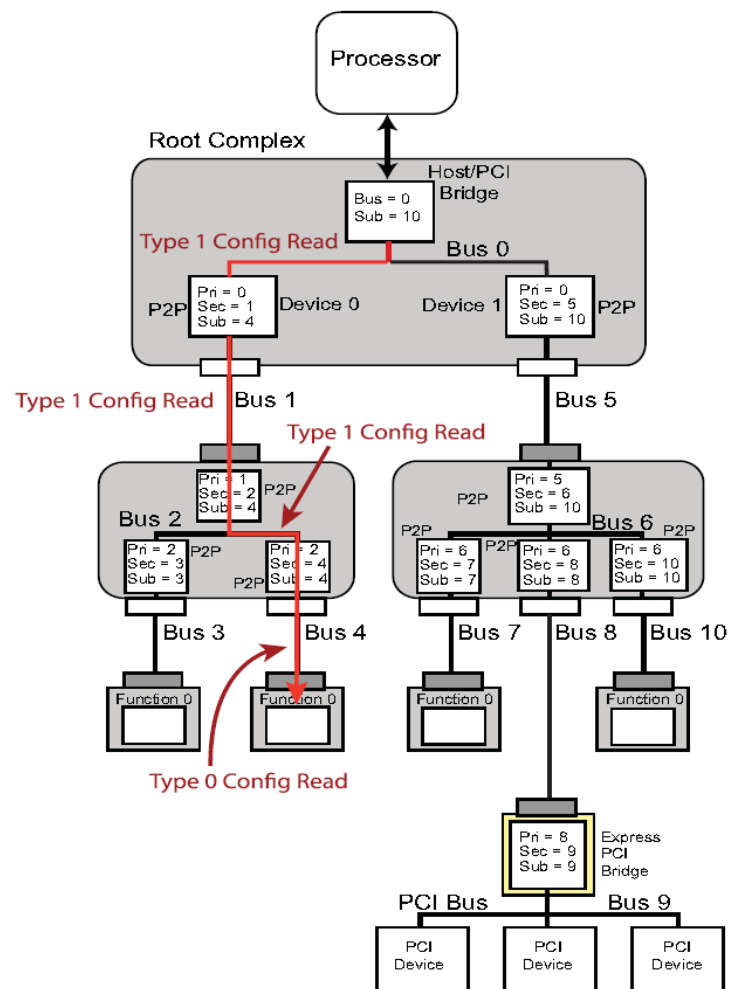 Processor
Root Complex
Host/PCI
Bridge
Bus = 0
Sub = 10
Type 1 Config Read
Bus 0
P2P
Pri = 0
Sec = 1
Sub = 4
Device 0
Device 1
Pri = 0
Sec = 5
Sub = 10
P2P
Type 1 Config Read
Bus 1
Bus 5
Type 1 Config Read
Pri = 1
Sec = 2
Sub = 4
P2P
Bus 2
Pri = 2
Sec = 3
Sub = 3
P2P
P2P
Pri = 2
Sec = 4
Sub = 4
P2P
Pri = 5
Sec = 6
Sub = 10
Bus 6
P2P
Pri = 6
Sec = 7
Sub = 7
P2P
Pri = 6
Sec = 8
Sub = 8
P2P
Pri = 6
Sec = 10
Sub = 10
Bus 3
Bus 4
Bus 7
Bus 8
Bus 10
Function 0
Function 0
Function 0
Function 0
Type 0 Config Read
Pri = 8
Sec = 9
Sub = 9
Express
PCI
Bridge
PCI Bus
Bus 9
PCI
Device
PCI
Device
PCI
Device